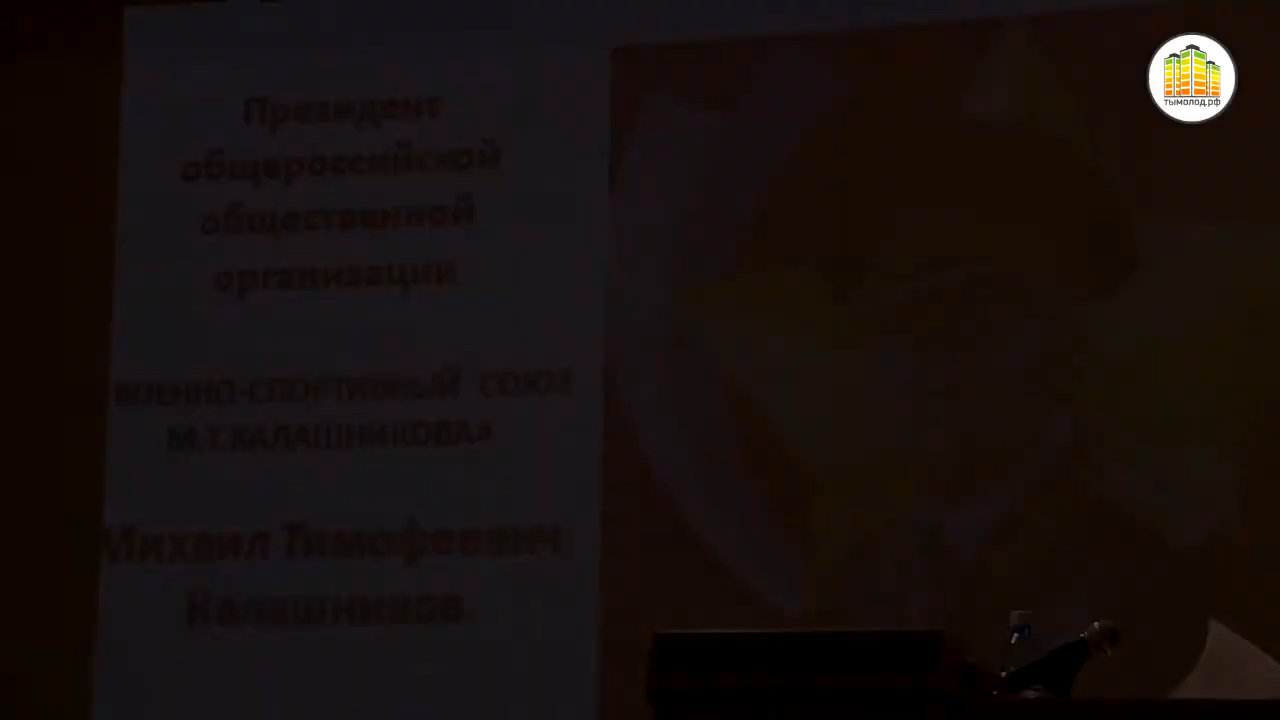 Президент
общероссийской
общественной
организации
ВОЕННО-СПОРТИВНЫЙ СОЮЗ
М.Т.КАЛАШНИКОВА»
Михаил Тимофеевич
Калашников
тымолод.рф